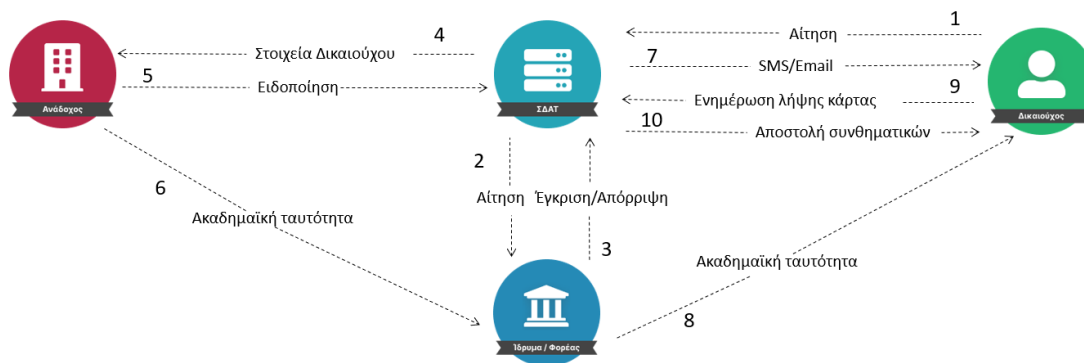 1
4
Αίτηση
Στοιχεία Δικαιούχου
7
SMS/Email
5
9
Ειδοποίηση
Ενημέρωση λήψης κάρτας
Ανάδοχος
ΣΔΑΤ
Δικαιούχος
10
Αποστολή συνθηματικών
2
6
Αίτηση
Έγκριση/Απόρριψη
Ακαδημαϊκή ταυτότητα
3
Ακαδημαϊκή ταυτότητα
8
Ίδρυμα / Φορέας